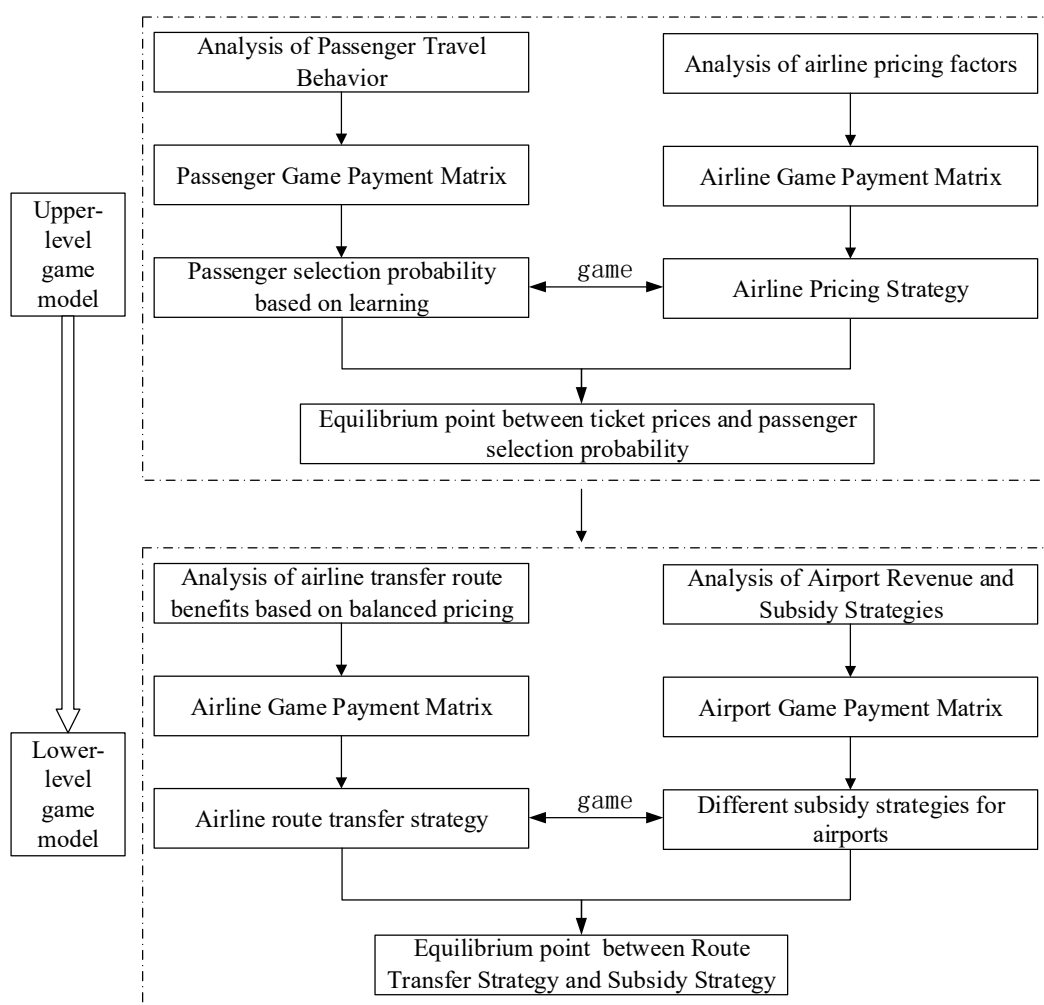 Analysis of Passenger Travel
Behavior
Analysis of airline pricing factors
Passenger Game Payment Matrix
Airline Game Payment Matrix
Upper-
level
game
model
Passenger selection probability
based on learning
game
Airline Pricing Strategy
Equilibrium point between ticket prices and passenger
selection probability
Analysis of airline transfer route
benefits based on balanced pricing
Analysis of Airport Revenue and
Subsidy Strategies
Airline Game Payment Matrix
Airport Game Payment Matrix
Lower-
level
game
model
Airline route transfer strategy
game
Different subsidy strategies for
airports
Equilibrium point between Route
Transfer Strategy and Subsidy Strategy